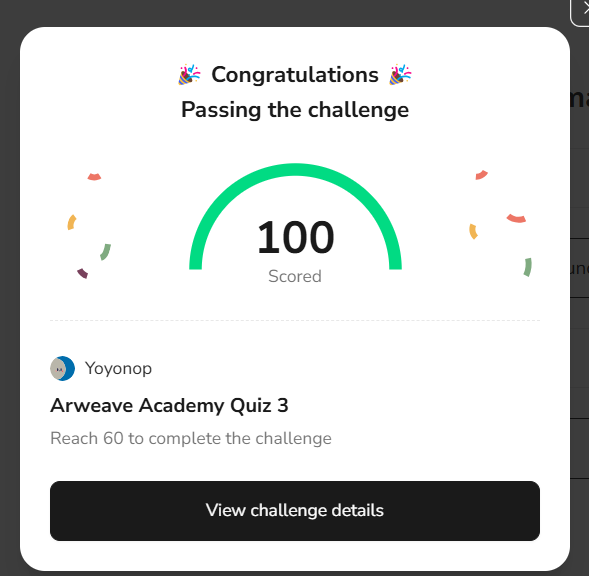 🎉 Congratulations 🎉
Passing the challenge
100
Scored
Yoyonop
Arweave Academy Quiz 3
Reach 60 to complete the challenge
View challenge details